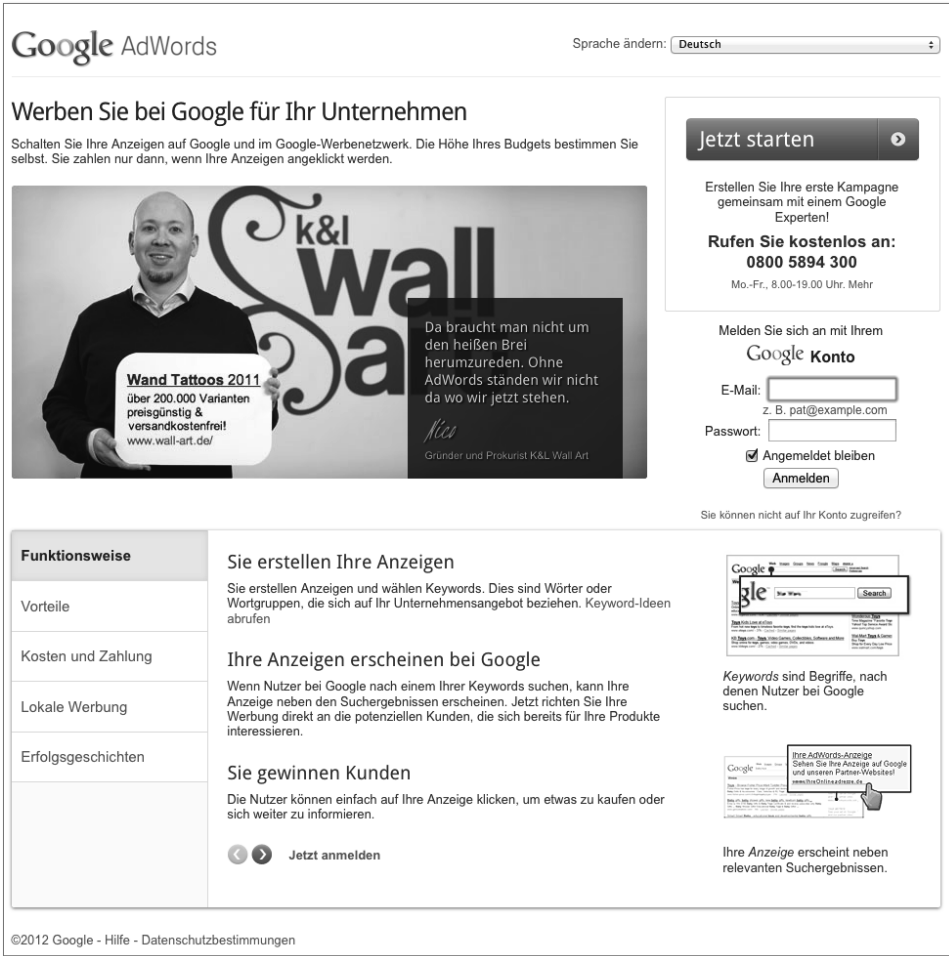 Google AdWords
Sprache ändern: Deutsch
Werben Sie bei Google für Ihr Unternehmen
Schalten Sie Ihre Anzeigen auf Google und im Google-Werbenetzwerk. Die Höhe Ihres Budgets bestimmen Sie
selbst. Sie zahlen nur dann, wenn Ihre Anzeigen angeklickt werden.
k&l
wall
art
Wand Tattoos 2011
über 200.000 Varianten
preisgünstig &
versandkostenfrei!
www.wall-art.de/
Da braucht man nicht um
den heißen Brei
herumzureden. Ohne
AdWords ständen wir nicht
da wo wir jetzt stehen.
Nico
Gründer und Prokurist K&L Wall Art
Jetzt starten
Erstellen Sie Ihre erste Kampagne
gemeinsam mit einem Google
Experten!
Rufen Sie kostenlos an:
0800 5894 300
Mo.-Fr., 8.00-19.00 Uhr. Mehr
Melden Sie sich an mit Ihrem
Google Konto
E-Mail:
z. B. pat@example.com
Passwort:
Angemeldet bleiben
Anmelden
Sie können nicht auf Ihr Konto zugreifen?
Funktionsweise
Vorteile
Kosten und Zahlung
Lokale Werbung
Erfolgsgeschichten
Sie erstellen Ihre Anzeigen
Sie erstellen Anzeigen und wählen Keywords. Dies sind Wörter oder
Wortgruppen, die sich auf Ihr Unternehmensangebot beziehen. Keyword-Ideen
abrufen
Ihre Anzeigen erscheinen bei Google
Wenn Nutzer bei Google nach einem Ihrer Keywords suchen, kann Ihre
Anzeige neben den Suchergebnissen erscheinen. Jetzt richten Sie Ihre
Werbung direkt an die potenziellen Kunden, die sich bereits für Ihre Produkte
interessieren.
Sie gewinnen Kunden
Die Nutzer können einfach auf Ihre Anzeige klicken, um etwas zu kaufen oder
sich weiter zu informieren.
Jetzt anmelden
Google
gle Star Wars Search
Keywords sind Begriffe, nach
denen Nutzer bei Google
suchen.
Google
Ihre AdWords-Anzeige
Sehen Sie Ihre Anzeige auf Google
und unseren Partner-Websites!
www.IhreOnlineadresse.de
Ihre Anzeige erscheint neben
relevanten Suchergebnissen.
©2012 Google - Hilfe - Datenschutzbestimmungen